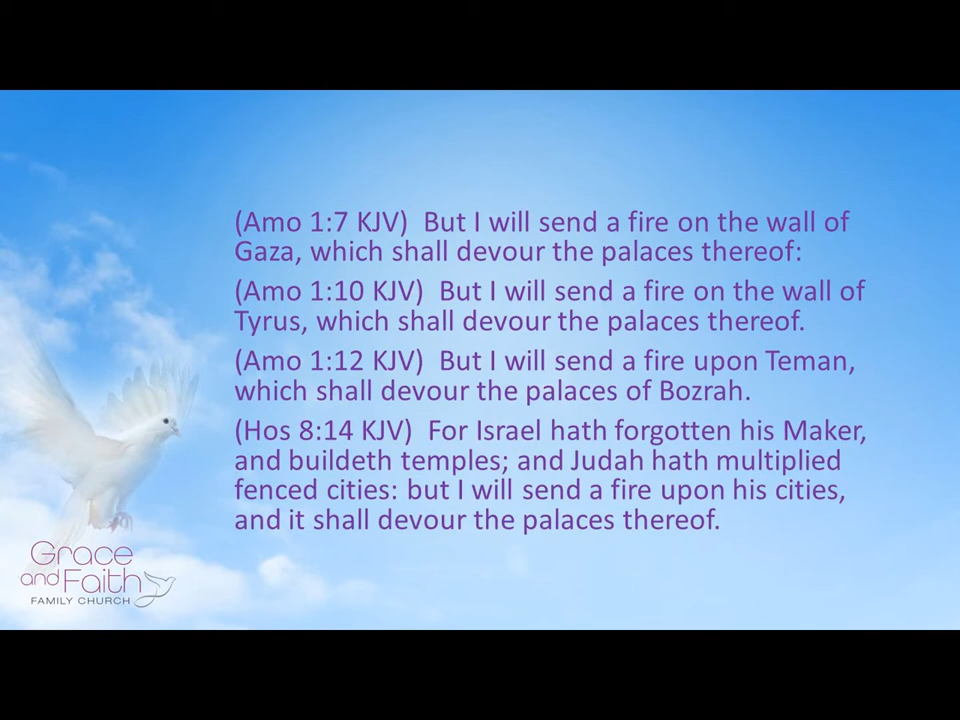 (Amo 1:7 KJV)  But I will send a fire on the wall of
Gaza, which shall devour the palaces thereof:
(Amo 1:10 KJV)  But I will send a fire on the wall of
Tyrus, which shall devour the palaces thereof.
(Amo 1:12 KJV)  But I will send a fire upon Teman,
which shall devour the palaces of Bozrah.
(Hos 8:14 KJV)  For Israel hath forgotten his Maker,
and buildeth temples; and Judah hath multiplied
fenced cities: but I will send a fire upon his cities,
and it shall devour the palaces thereof.
Grace
and Faith
FAMILY CHURCH